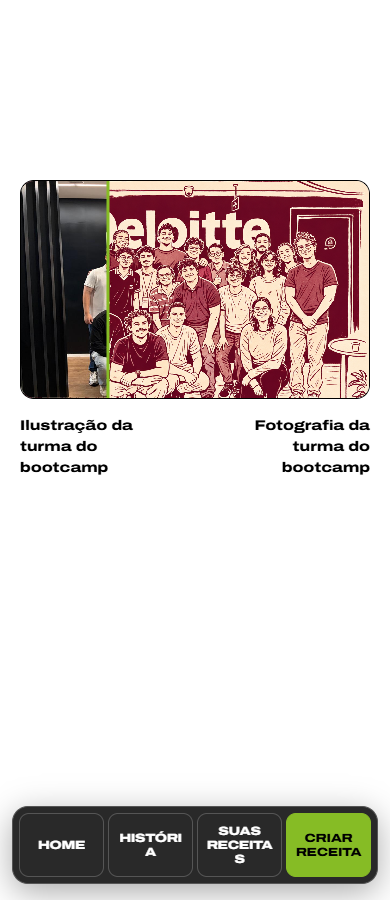 eloitte
Ilustração da
turma do
bootcamp
Fotografia da
turma do
bootcamp
HOME
HISTÓRI
A
SUAS
RECEITA
S
CRIAR
RECEITA